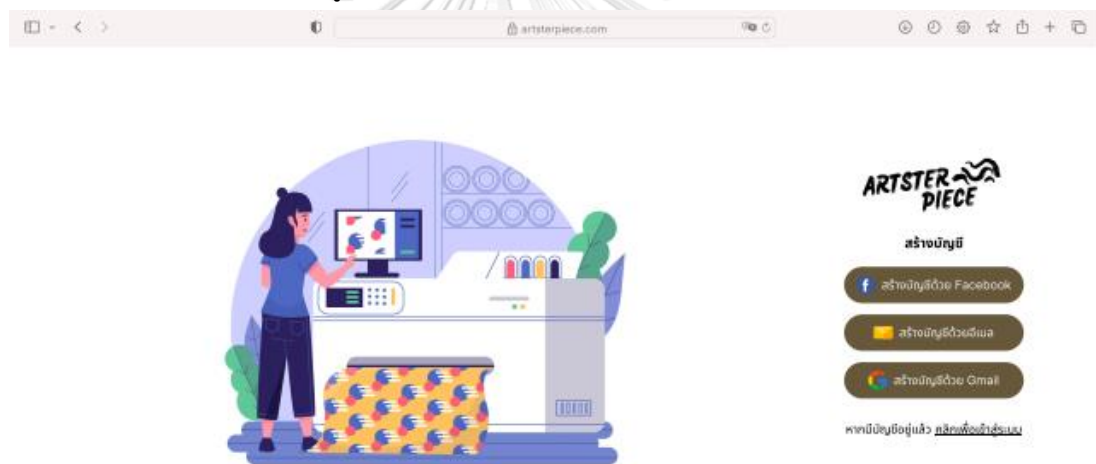 artsterpiece.com
ARTSTER
PIECE
สร้างบัญชี
สร้างบัญชีด้วย Facebook
สร้างบัญชีด้วยอีเมล
สร้างบัญชีด้วย Gmail
หากมีบัญชีอยู่แล้ว คลิกเพื่อเข้าสู่ระบบ